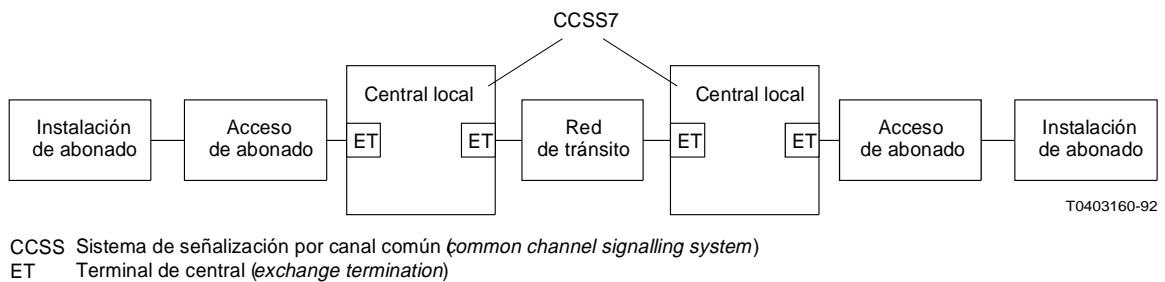 CCSS7
Central local
Central local
Instalación
de abonado
Acceso
de abonado
ET
ET
Red
de tránsito
ET
ET
Acceso
de abonado
Instalación
de abonado
T0403160-92
CCSS Sistema de señalización por canal común (common channel signalling system)
ET Terminal de central (exchange termination)